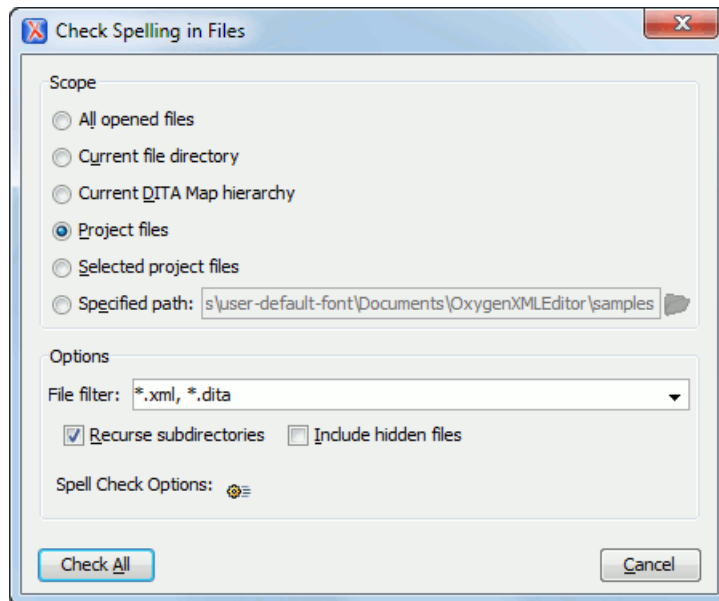 Check Spelling in Files
Scope
All opened files
Current file directory
Current DITA Map hierarchy
Project files
Selected project files
Specified path: s\user-default-font\Documents\OxygenXMLEditor\samples
Options
File filter: *.xml, *.dita
Recurse subdirectories Include hidden files
Spell Check Options:
Check All Cancel